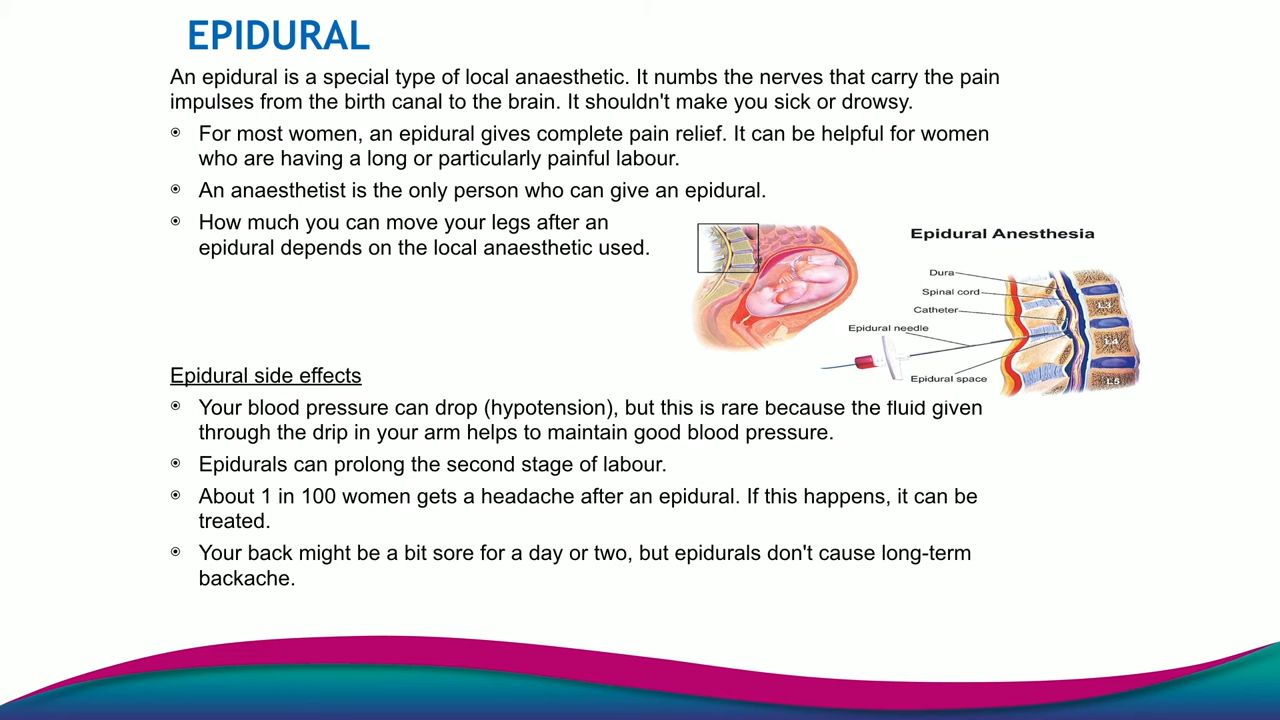 EPIDURAL
An epidural is a special type of local anaesthetic. It numbs the nerves that carry the pain
impulses from the birth canal to the brain. It shouldn't make you sick or drowsy.
For most women, an epidural gives complete pain relief. It can be helpful for women
who are having a long or particularly painful labour.
An anaesthetist is the only person who can give an epidural.
How much you can move your legs after an
epidural depends on the local anaesthetic used.
Epidural Anesthesia
Dura
Spinal cord
Catheter
Epidural needle
Epidural space
L3
L4
L5
Epidural side effects
Your blood pressure can drop (hypotension), but this is rare because the fluid given
through the drip in your arm helps to maintain good blood pressure.
Epidurals can prolong the second stage of labour.
About 1 in 100 women gets a headache after an epidural. If this happens, it can be
treated.
Your back might be a bit sore for a day or two, but epidurals don't cause long-term
backache.